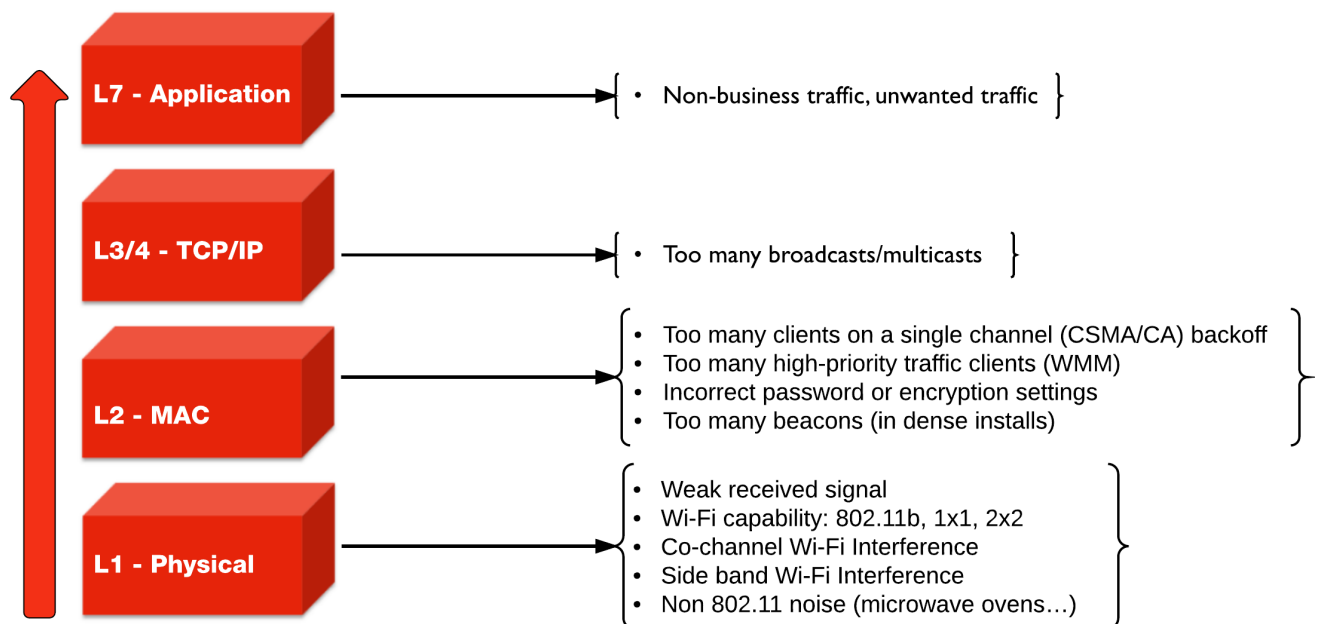 L7 - Application
• Non-business traffic, unwanted traffic
L3/4 - TCP/IP
• Too many broadcasts/multicasts
L2 - MAC
• Too many clients on a single channel (CSMA/CA) backoff
• Too many high-priority traffic clients (WMM)
• Incorrect password or encryption settings
• Too many beacons (in dense installs)
L1 - Physical
• Weak received signal
• Wi-Fi capability: 802.11b, 1x1, 2x2
• Co-channel Wi-Fi Interference
• Side band Wi-Fi Interference
• Non 802.11 noise (microwave ovens…)